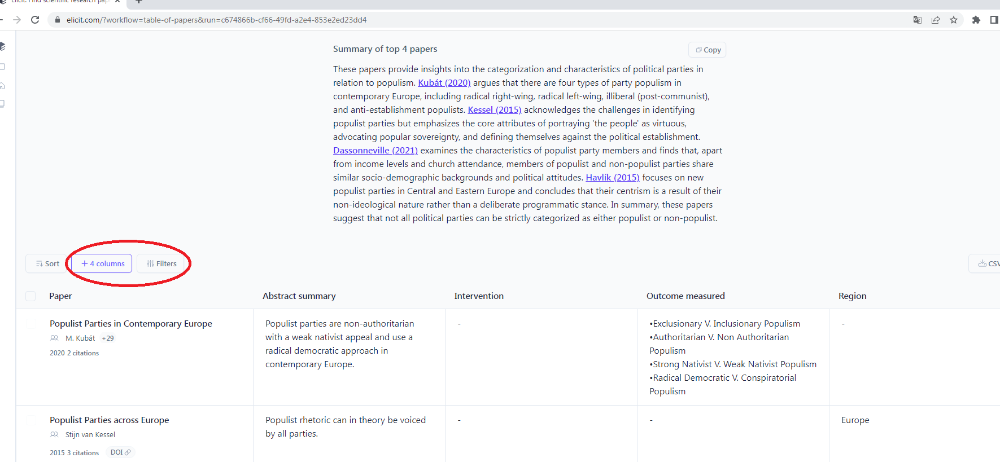 Elicit: Find scientific research pap
elicit.com/?workflow=table-of-papers&run=c674866b-cf66-49fd-a2e4-853e2ed23dd4
Summary of top 4 papers
Copy
These papers provide insights into the categorization and characteristics of political parties in
relation to populism. Kubát (2020) argues that there are four types of party populism in
contemporary Europe, including radical right-wing, radical left-wing, illiberal (post-communist),
and anti-establishment populists. Kessel (2015) acknowledges the challenges in identifying
populist parties but emphasizes the core attributes of portraying 'the people' as virtuous,
advocating popular sovereignty, and defining themselves against the political establishment.
Dassonneville (2021) examines the characteristics of populist party members and finds that, apart
from income levels and church attendance, members of populist and non-populist parties share
similar socio-demographic backgrounds and political attitudes. Havlík (2015) focuses on new
populist parties in Central and Eastern Europe and concludes that their centrism is a result of their
non-ideological nature rather than a deliberate programmatic stance. In summary, these papers
suggest that not all political parties can be strictly categorized as either populist or non-populist.
Sort
+ 4 columns
Filters
CSV
Paper
Abstract summary
Intervention
Outcome measured
Region
Populist Parties in Contemporary Europe
M. Kubát +29
2020 2 citations
Populist parties are non-authoritarian
with a weak nativist appeal and use a
radical democratic approach in
contemporary Europe.
-
•Exclusionary V. Inclusionary Populism
•Authoritarian V. Non Authoritarian
Populism
•Strong Nativist V. Weak Nativist Populism
•Radical Democratic V. Conspiratorial
Populism
-
Populist Parties across Europe
Stijn van Kessel
2015 3 citations DOI
Populist rhetoric can in theory be voiced
by all parties.
-
-
Europe